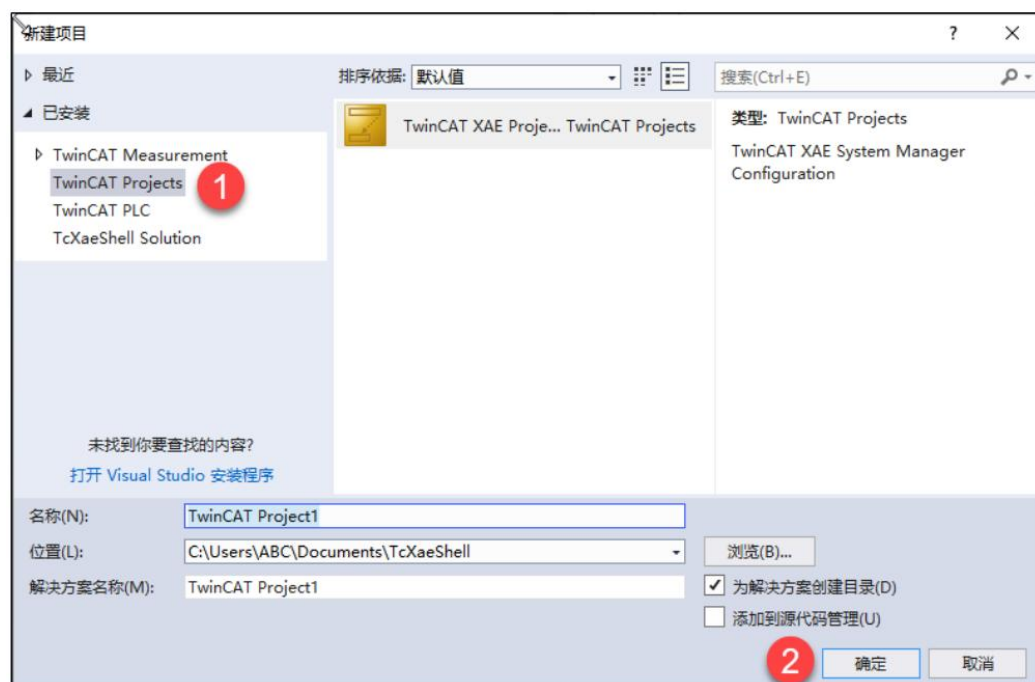 新建项目
?
最近
已安装
TwinCAT Measurement
TwinCAT Projects
1
TwinCAT PLC
TcXaeShell Solution
未找到你要查找的内容?
打开 Visual Studio 安装程序
排序依据: 默认值
TwinCAT XAE Proje... TwinCAT Projects
搜索(Ctrl+E)
类型: TwinCAT Projects
TwinCAT XAE System Manager
Configuration
名称(N): TwinCAT Project1
位置(L): C:\Users\ABC\Documents\TcXaeShell
浏览(B)...
解决方案名称(M): TwinCAT Project1
为解决方案创建目录(D)
添加到源代码管理(U)
2
确定
取消